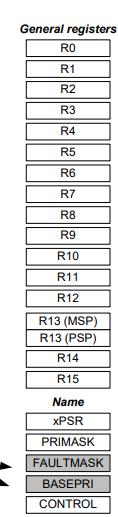 General registers
R0
R1
R2
R3
R4
R5
R6
R7
R8
R9
R10
R11
R12
R13 (MSP)
R13 (PSP)
R14
R15
Name
xPSR
PRIMASK
FAULTMASK
BASEPRI
CONTROL